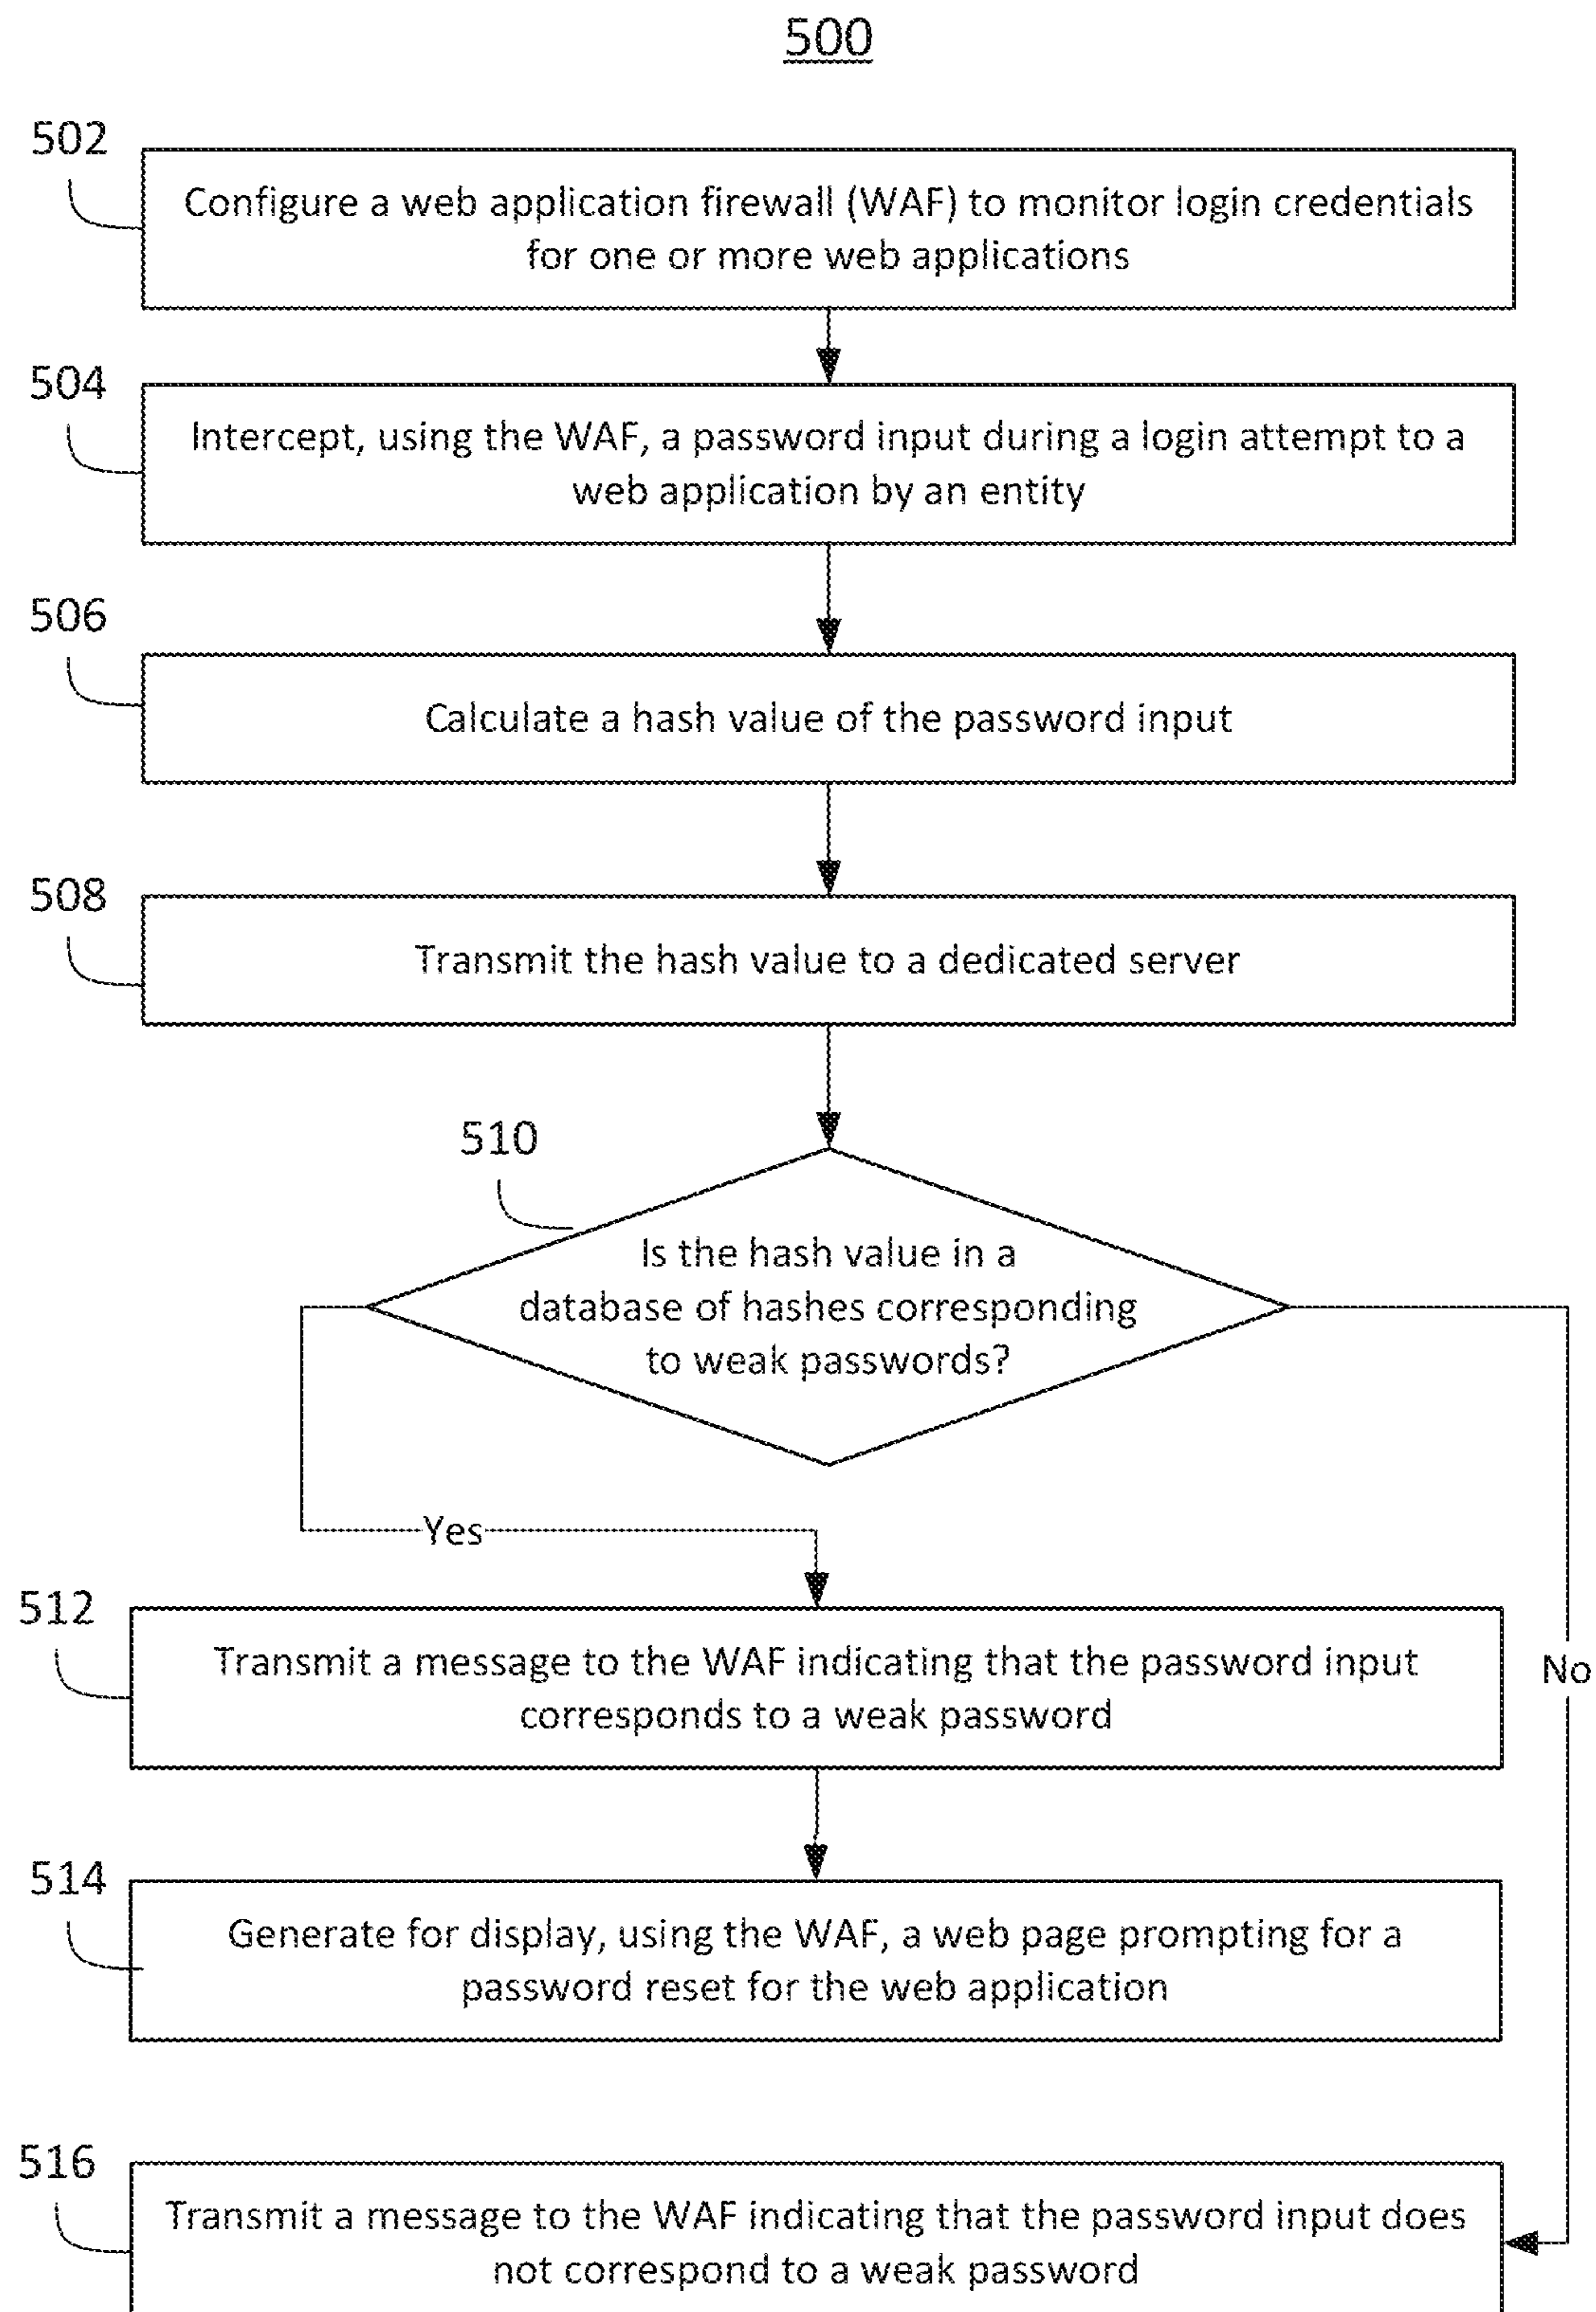 500
502
Configure a web application firewall (WAF) to monitor login credentials
for one or more web applications
504
Intercept, using the WAF, a password input during a login attempt to a
web application by an entity
506
Calculate a hash value of the password input
508
Transmit the hash value to a dedicated server
510
Is the hash value in a
database of hashes corresponding
to weak passwords?
Yes
512
Transmit a message to the WAF indicating that the password input
corresponds to a weak password
No
514
Generate for display, using the WAF, a web page prompting for a
password reset for the web application
516
Transmit a message to the WAF indicating that the password input does
not correspond to a weak password